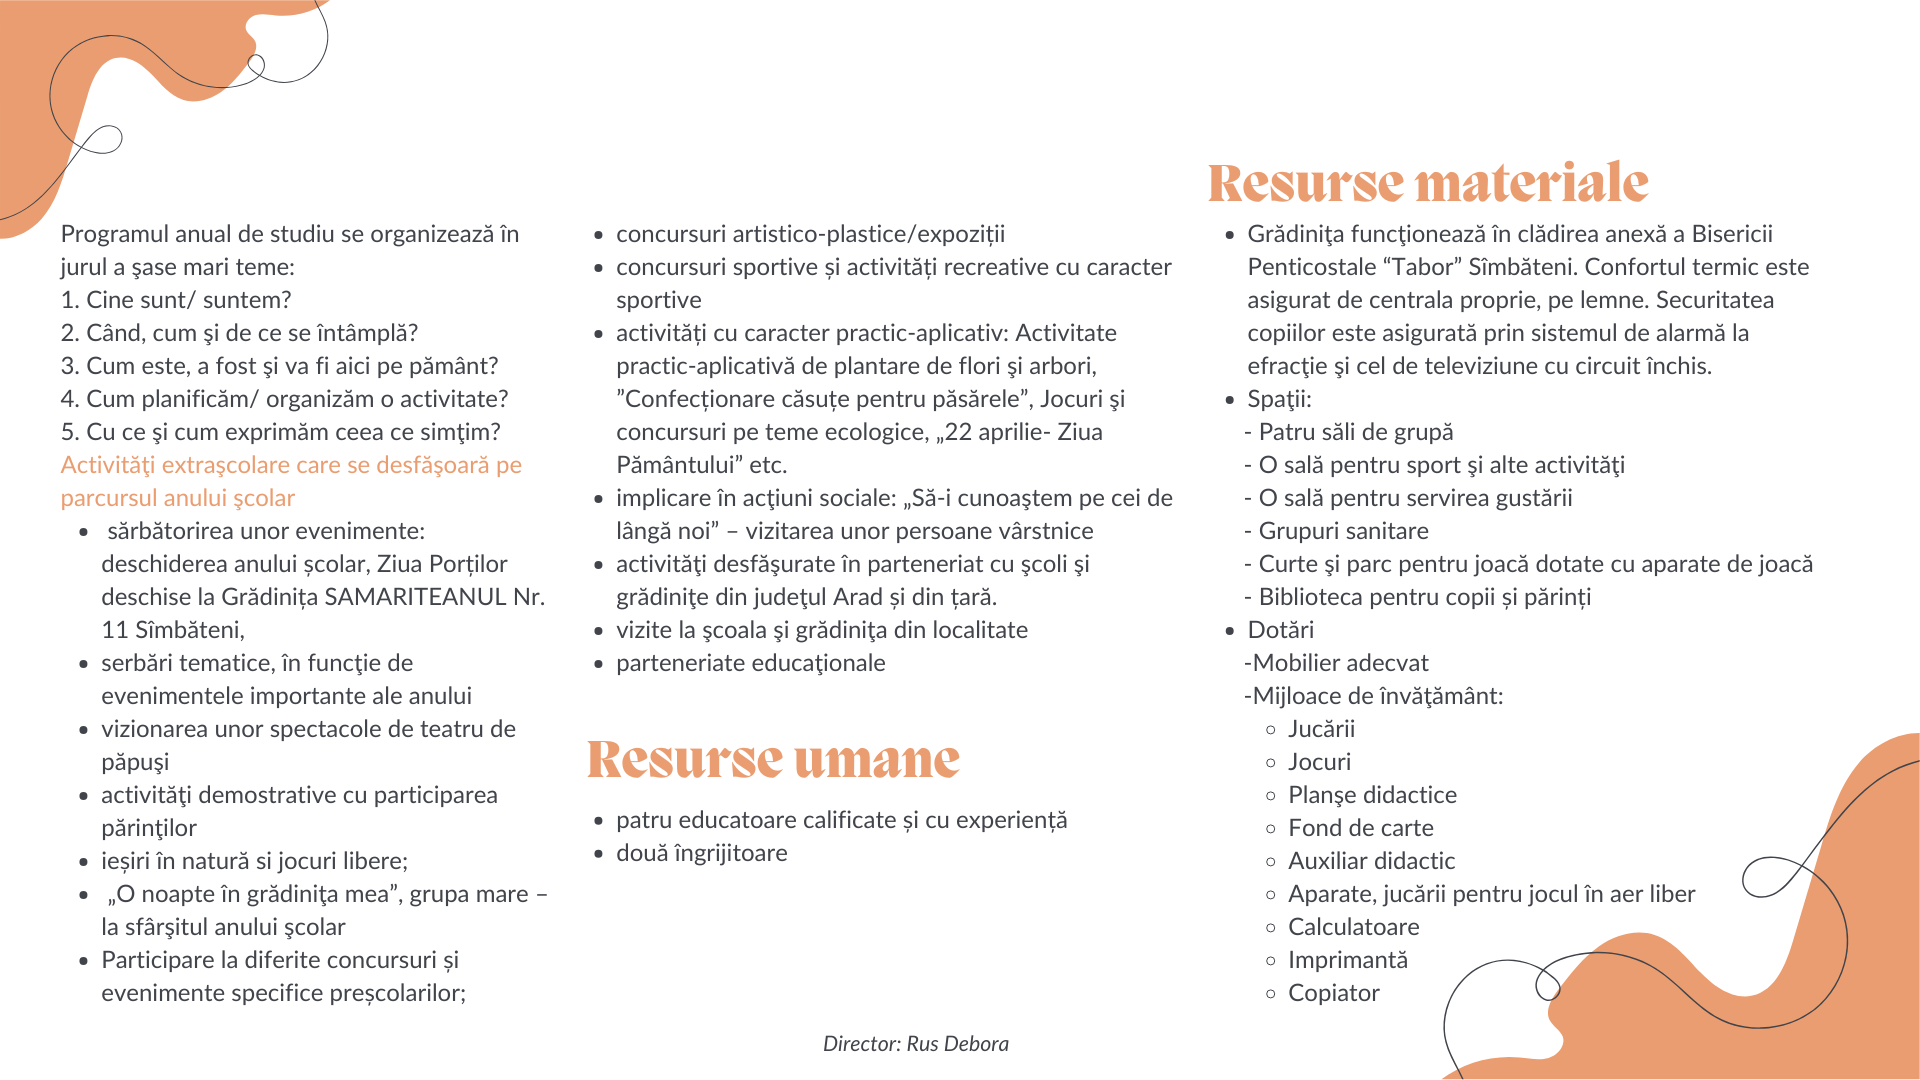 Programul anual de studiu se organizează în
jurul a şase mari teme:
1. Cine sunt/ suntem?
2. Când, cum şi de ce se întâmplă?
3. Cum este, a fost şi va fi aici pe pământ?
4. Cum planificăm/ organizăm o activitate?
5. Cu ce şi cum exprimăm ceea ce simţim?
Activităţi extraşcolare care se desfăşoară pe
parcursul anului şcolar
• sărbătorirea unor evenimente:
deschiderea anului școlar, Ziua Porților
deschise la Grădinița SAMARITEANUL Nr.
11 Sîmbăteni,
• serbări tematice, în funcţie de
evenimentele importante ale anului
• vizionarea unor spectacole de teatru de
păpuşi
• activităţi demostrative cu participarea
părinţilor
• ieșiri în natură si jocuri libere;
• „O noapte în grădiniţa mea”, grupa mare –
la sfârşitul anului şcolar
• Participare la diferite concursuri și
evenimente specifice preșcolarilor;
• concursuri artistico-plastice/expoziții
• concursuri sportive și activități recreative cu caracter
sportive
• activități cu caracter practic-aplicativ: Activitate
practic-aplicativă de plantare de flori şi arbori,
”Confecționare căsuțe pentru păsărele”, Jocuri şi
concursuri pe teme ecologice, „22 aprilie- Ziua
Pământului” etc.
• implicare în acţiuni sociale: „Să-i cunoaştem pe cei de
lângă noi” – vizitarea unor persoane vârstnice
• activităţi desfăşurate în parteneriat cu şcoli şi
grădiniţe din judeţul Arad și din țară.
• vizite la şcoala şi grădiniţa din localitate
• parteneriate educaţionale
Resurse umane
• patru educatoare calificate și cu experiență
• două îngrijitoare
Resurse materiale
• Grădiniţa funcţionează în clădirea anexă a Bisericii
Penticostale “Tabor” Sîmbăteni. Confortul termic este
asigurat de centrala proprie, pe lemne. Securitatea
copiilor este asigurată prin sistemul de alarmă la
efracţie şi cel de televiziune cu circuit închis.
• Spaţii:
- Patru săli de grupă
- O sală pentru sport şi alte activităţi
- O sală pentru servirea gustării
- Grupuri sanitare
- Curte şi parc pentru joacă dotate cu aparate de joacă
- Biblioteca pentru copii și părinți
• Dotări
-Mobilier adecvat
-Mijloace de învăţământ:
◦ Jucării
◦ Jocuri
◦ Planşe didactice
◦ Fond de carte
◦ Auxiliar didactic
◦ Aparate, jucării pentru jocul în aer liber
◦ Calculatoare
◦ Imprimantă
◦ Copiator
Director: Rus Debora